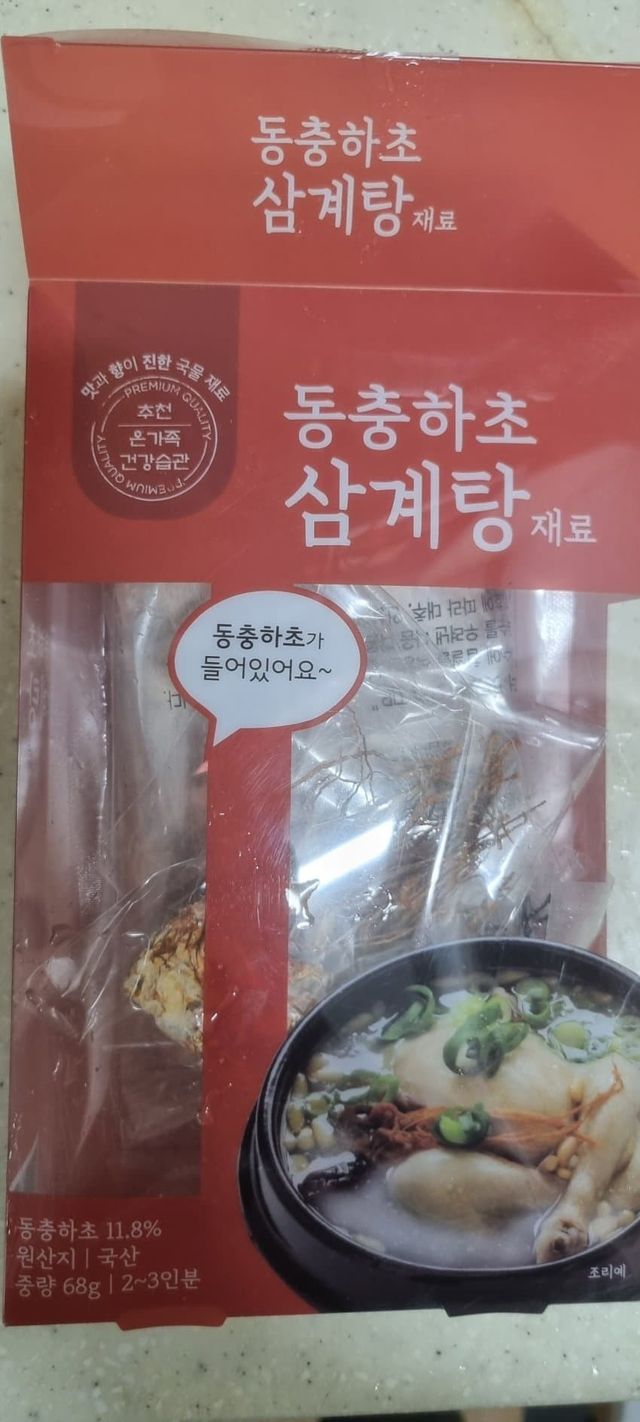 동충하초
삼계탕 재료
맛과 향이 진한 국물 재료
PREMIUM QUALITY
추천
온가족
건강습관
PREMIUM QUALITY
동충하초
삼계탕 재료
동충하초가
들어있어요~
동충하초 11.8%
원산지 | 국산
중량 68g | 2~3인분
조리예